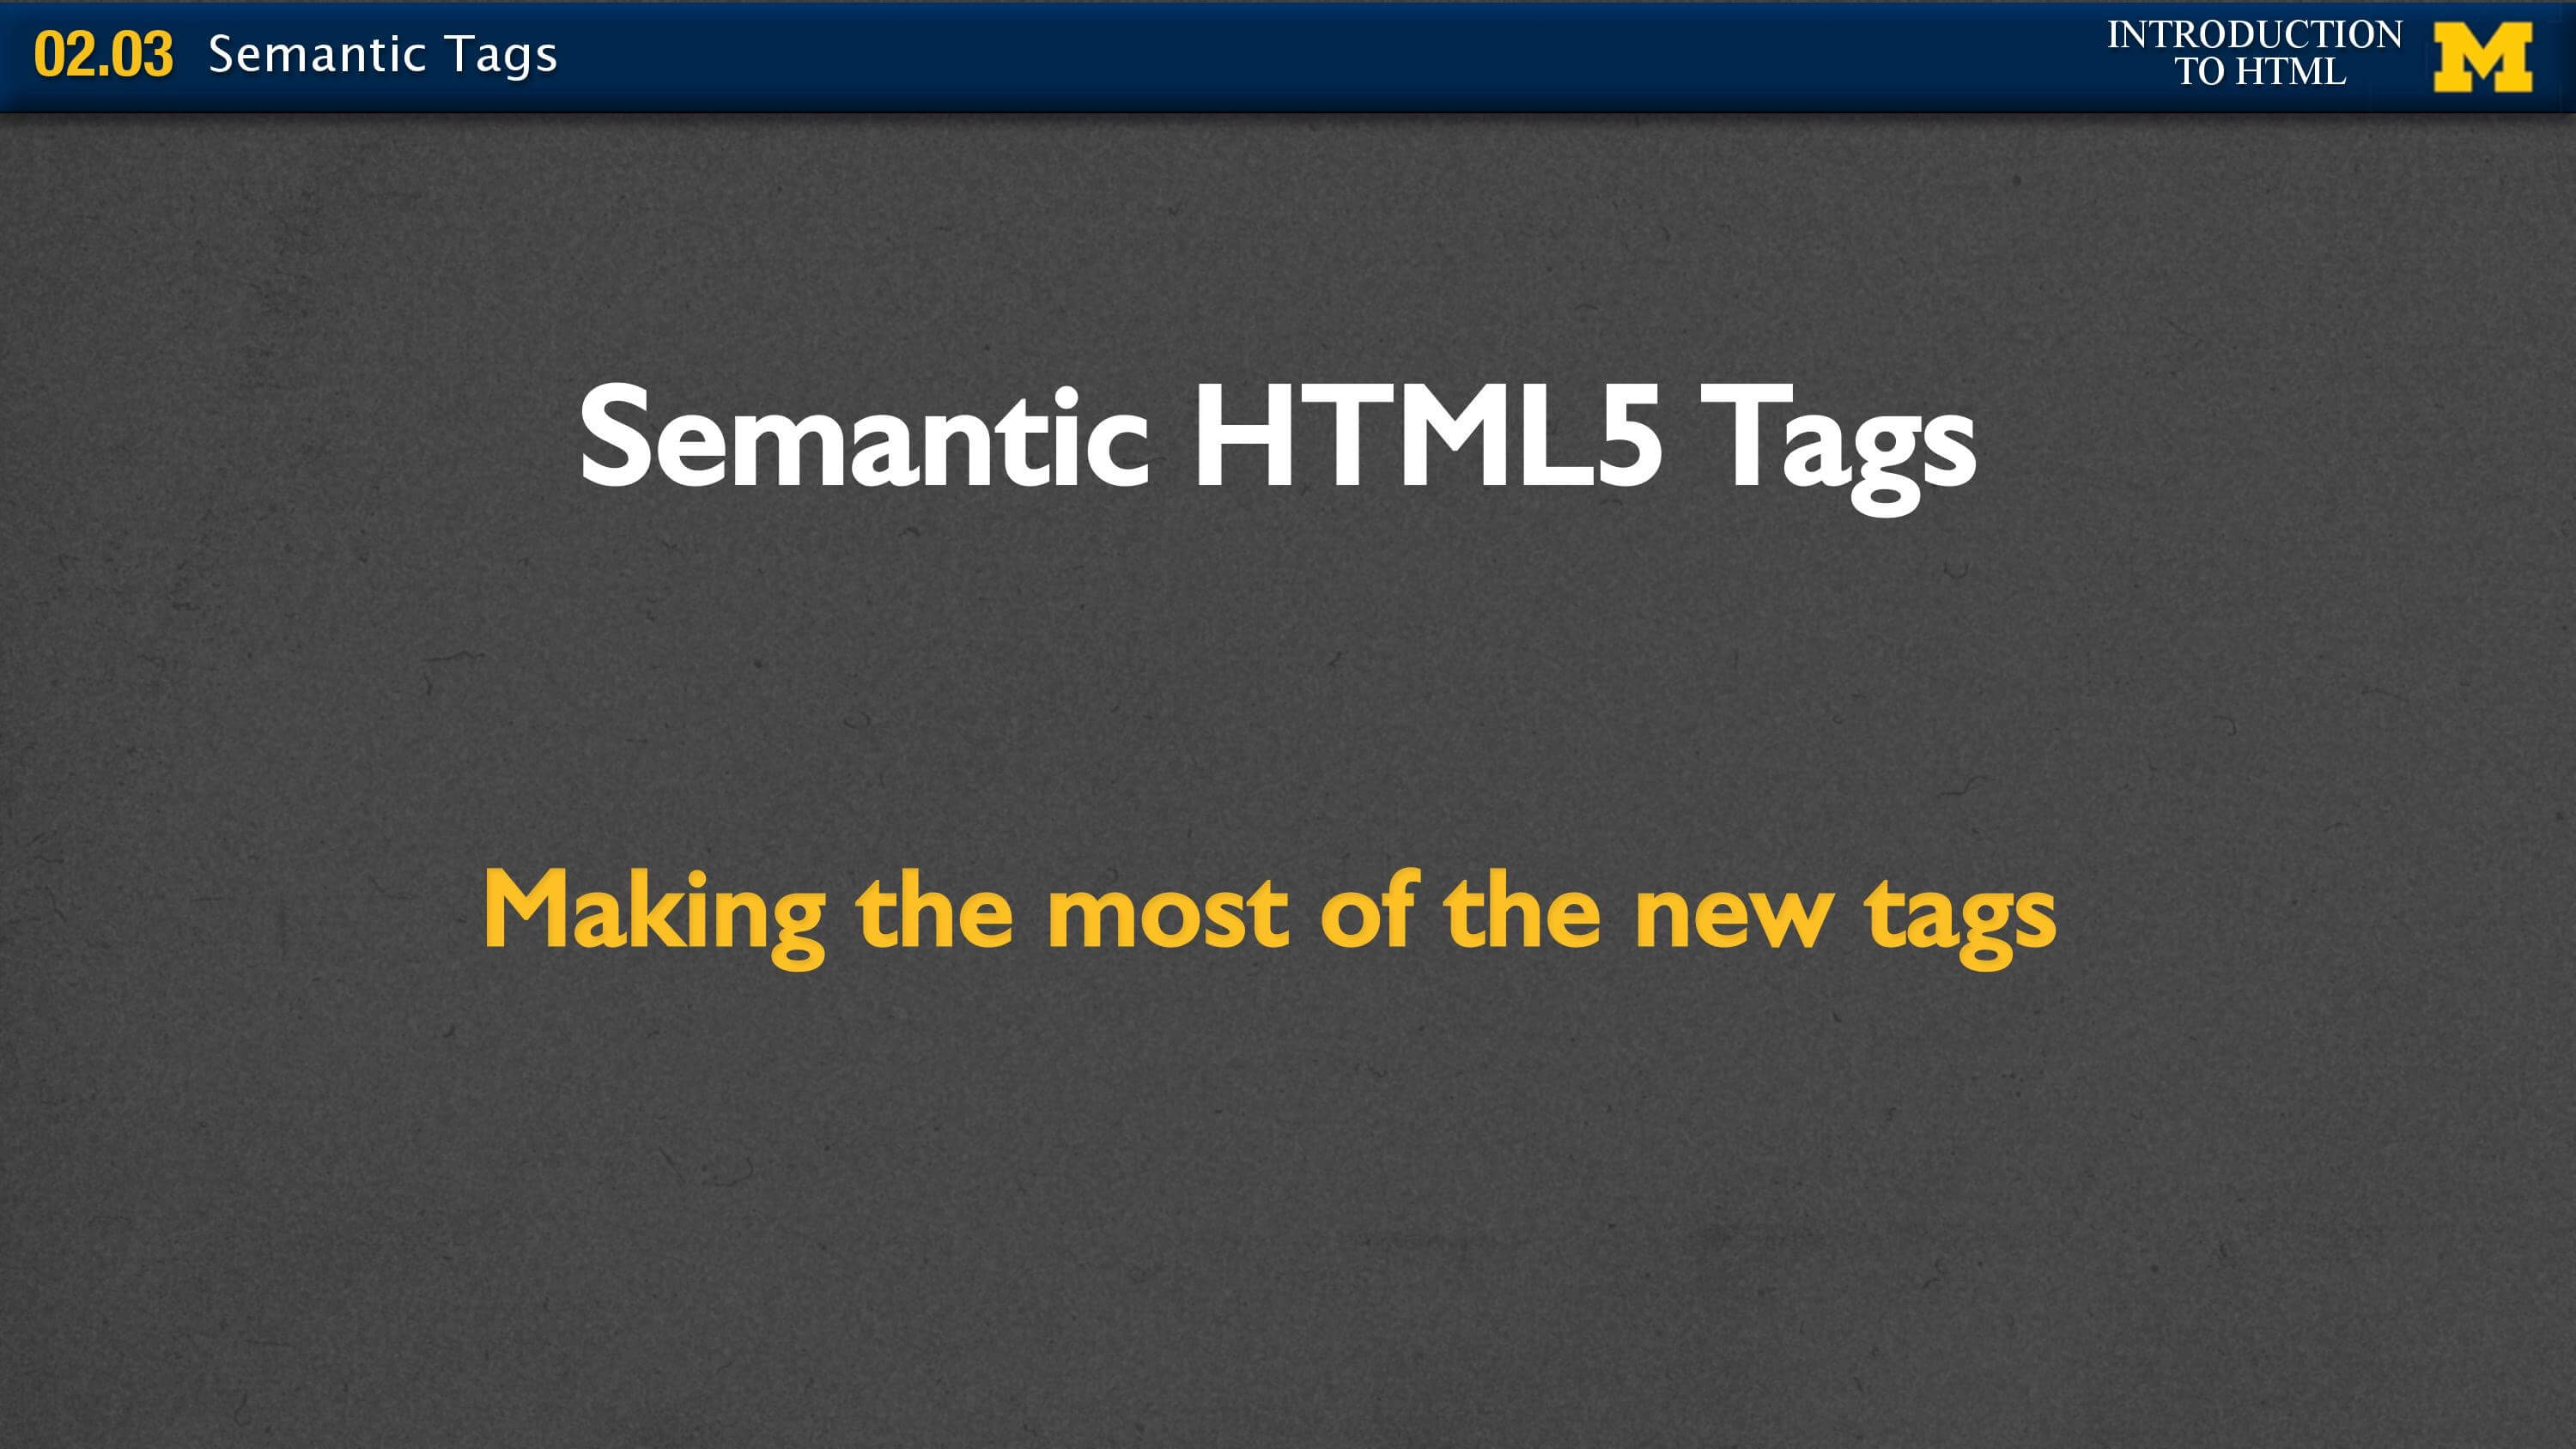 02.03 Semantic Tags
INTRODUCTION
TO HTML
M
Semantic HTML5 Tags
Making the most of the new tags